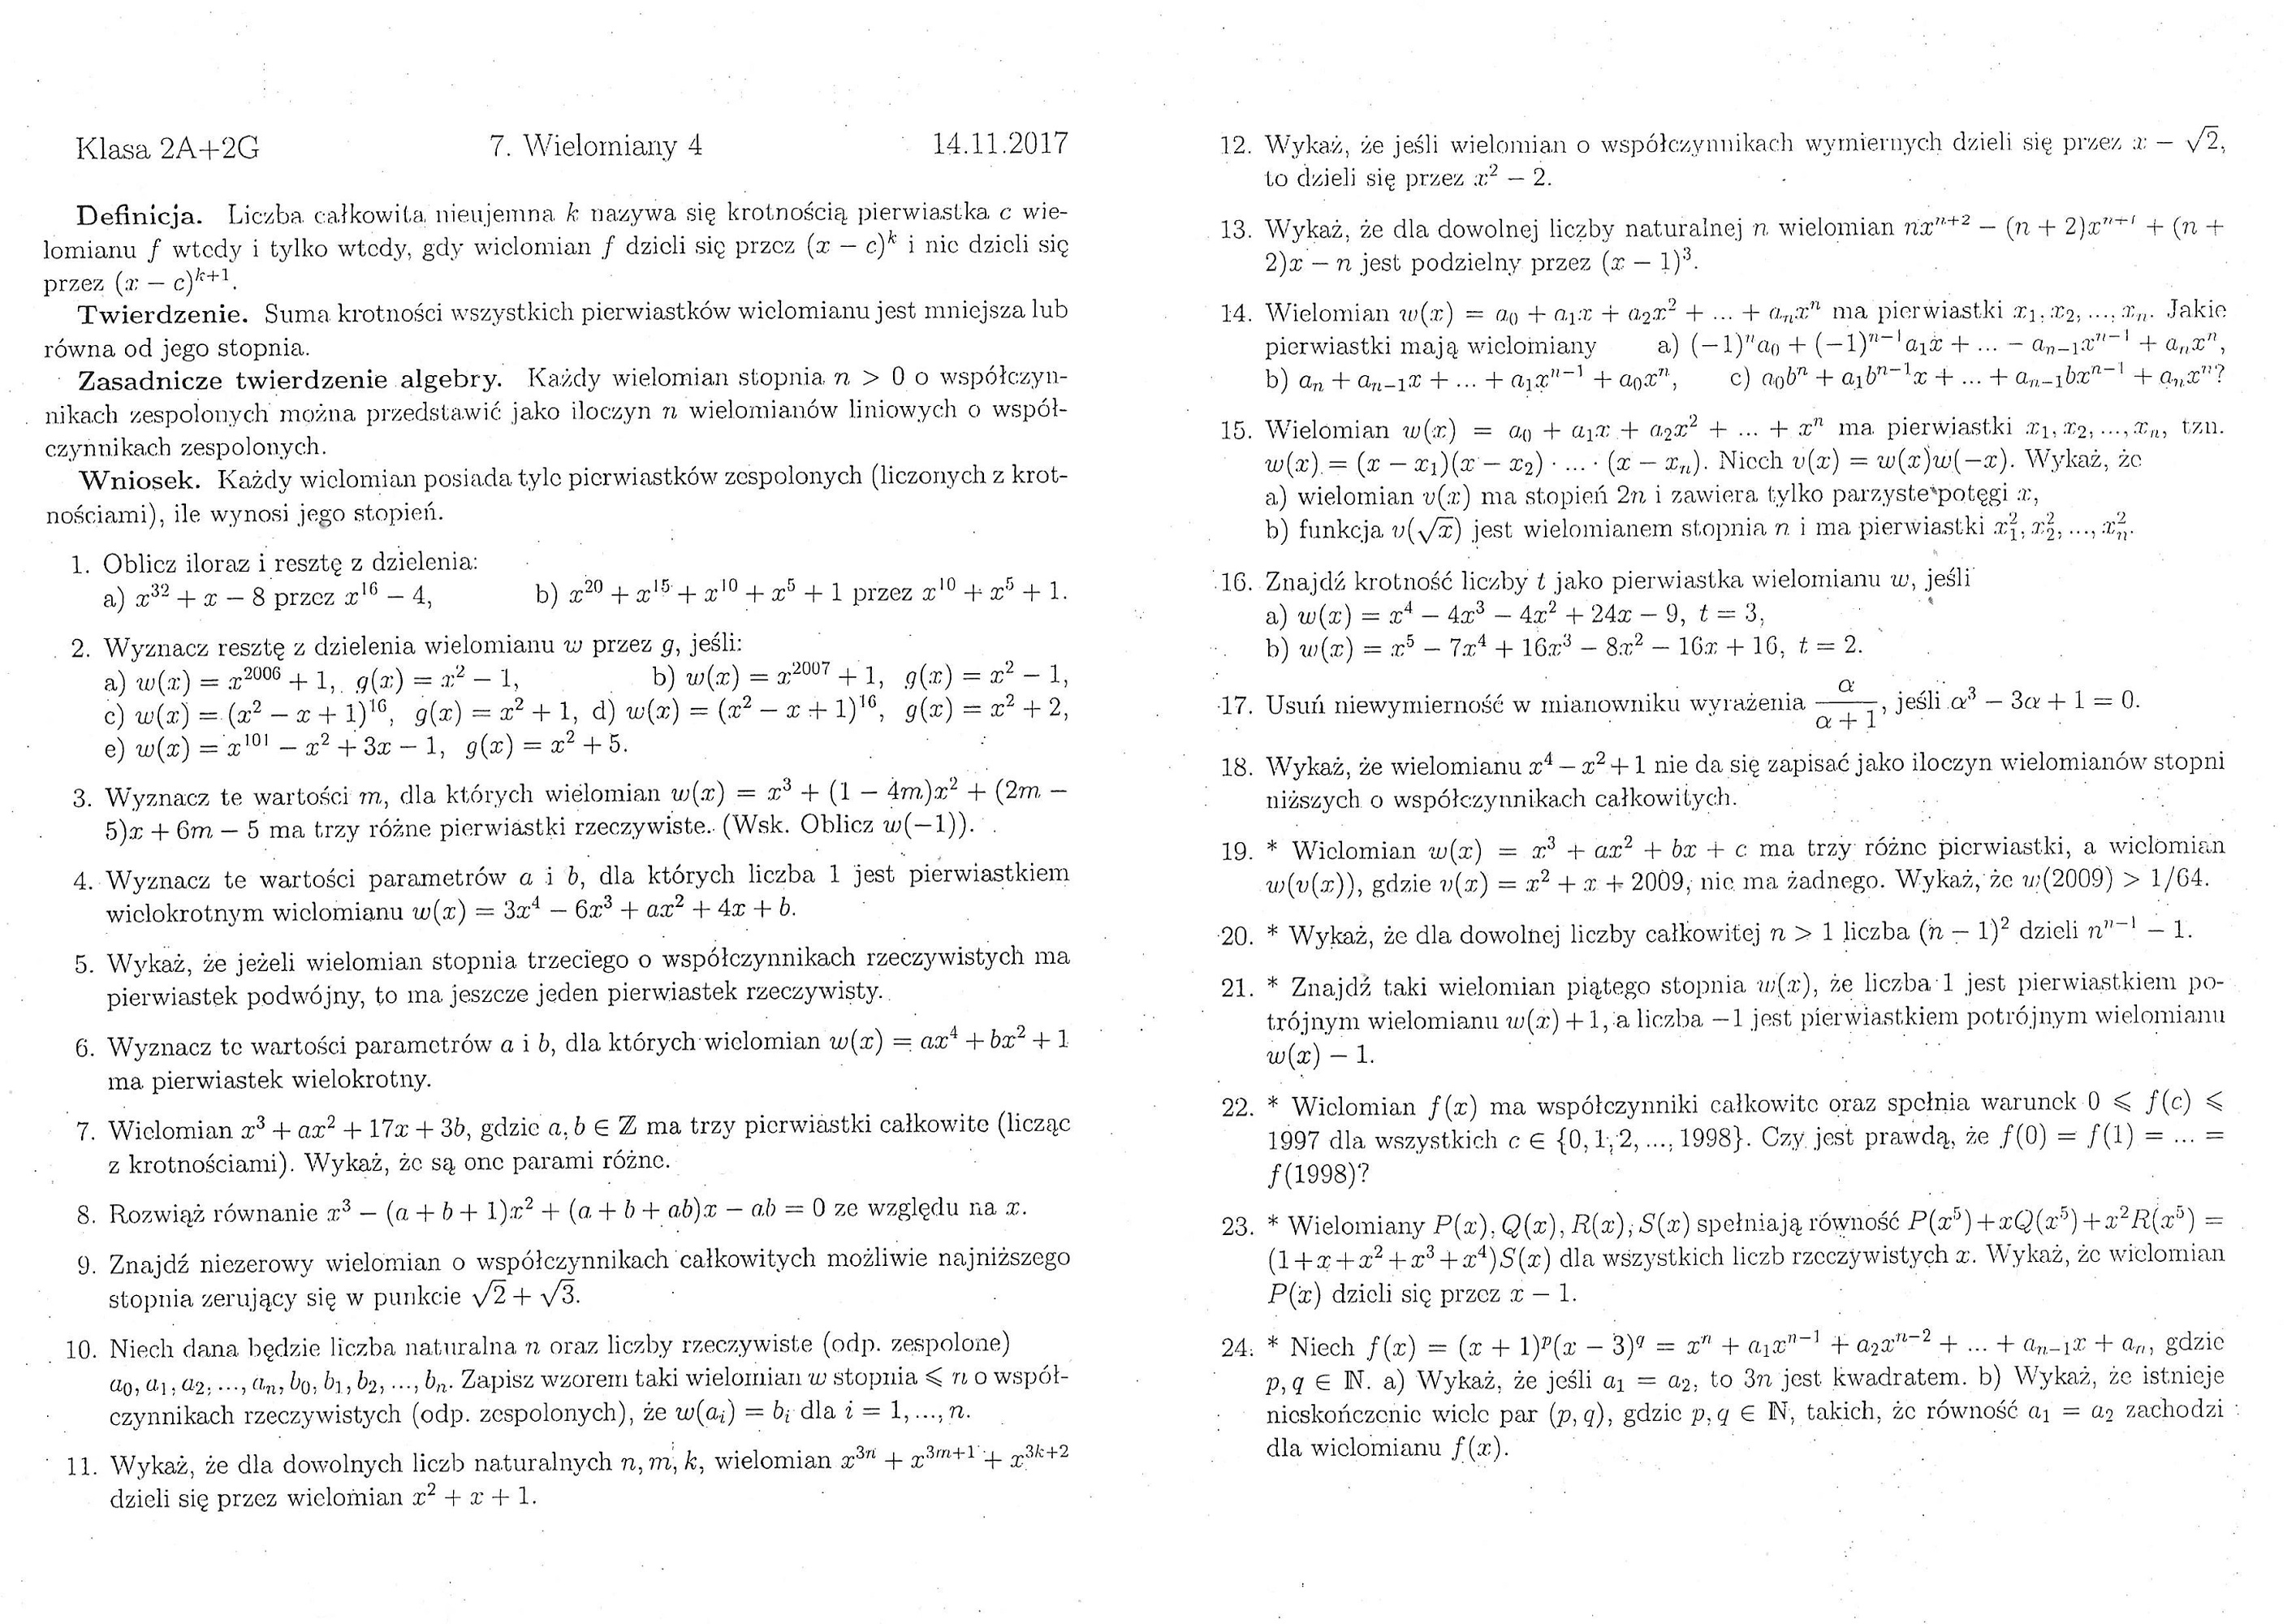 Klasa 2A+2G 7. Wielomiany 4 14.11.2017
Definicja. Liczba całkowita nieujemna k nazywa się krotnością pierwiastka c wie-
lomianu f wtedy i tylko wtedy, gdy wielomian f dzieli się przez (x − c)^k i nie dzieli się
przez (x − c)^{k+1}.
Twierdzenie. Suma krotności wszystkich pierwiastków wielomianu jest mniejsza lub
równa od jego stopnia.
Zasadnicze twierdzenie algebry. Każdy wielomian stopnia n > 0 o współczyn-
nikach zespolonych można przedstawić jako iloczyn n wielomianów liniowych o współ-
czynnikach zespolonych.
Wniosek. Każdy wielomian posiada tyle pierwiastków zespolonych (liczonych z krot-
nościami), ile wynosi jego stopień.
1. Oblicz iloraz i resztę z dzielenia:
a) x^{32} + x − 8 przez x^{16} − 4, b) x^{20} + x^{15} + x^{10} + x^5 + 1 przez x^{10} + x^5 + 1.
2. Wyznacz resztę z dzielenia wielomianu w przez g, jeśli:
a) w(x) = x^{2006} + 1, g(x) = x^2 − 1, b) w(x) = x^{2007} + 1, g(x) = x^2 − 1,
c) w(x) = (x^2 − x + 1)^{16}, g(x) = x^2 + 1, d) w(x) = (x^2 − x + 1)^{16}, g(x) = x^2 + 2,
e) w(x) = x^{101} − x^2 + 3x − 1, g(x) = x^2 + 5.
3. Wyznacz te wartości m, dla których wielomian w(x) = x^3 + (1 − 4m)x^2 + (2m −
5)x + 6m − 5 ma trzy różne pierwiastki rzeczywiste. (Wsk. Oblicz w(−1)).
4. Wyznacz te wartości parametrów a i b, dla których liczba 1 jest pierwiastkiem
wielokrotnym wielomianu w(x) = 3x^4 − 6x^3 + ax^2 + 4x + b.
5. Wykaż, że jeżeli wielomian stopnia trzeciego o współczynnikach rzeczywistych ma
pierwiastek podwójny, to ma jeszcze jeden pierwiastek rzeczywisty.
6. Wyznacz te wartości parametrów a i b, dla których wielomian w(x) = ax^4 + bx^2 + 1
ma pierwiastek wielokrotny.
7. Wielomian x^3 + ax^2 + 17x + 3b, gdzie a, b ∈ ℤ ma trzy pierwiastki całkowite (licząc
z krotnościami). Wykaż, że są one parami różne.
8. Rozwiąż równanie x^3 − (a + b + 1)x^2 + (a + b + ab)x − ab = 0 ze względu na x.
9. Znajdź niezerowy wielomian o współczynnikach całkowitych możliwie najniższego
stopnia zerujący się w punkcie √2 + √3.
10. Niech dana będzie liczba naturalna n oraz liczby rzeczywiste (odp. zespolone)
a_0, a_1, a_2, ..., a_n, b_0, b_1, b_2, ..., b_n. Zapisz wzorem taki wielomian w stopnia ⩽ n o współ-
czynnikach rzeczywistych (odp. zespolonych), że w(a_i) = b_i dla i = 1, ..., n.
11. Wykaż, że dla dowolnych liczb naturalnych n, m, k, wielomian x^{3n} + x^{3m+1} + x^{3k+2}
dzieli się przez wielomian x^2 + x + 1.
12. Wykaż, że jeśli wielomian o współczynnikach wymiernych dzieli się przez x − √2,
to dzieli się przez x^2 − 2.
13. Wykaż, że dla dowolnej liczby naturalnej n wielomian nx^{n+2} − (n + 2)x^{n+1} + (n +
2)x − n jest podzielny przez (x − 1)^3.
14. Wielomian w(x) = a_0 + a_1x + a_2x^2 + ... + a_nx^n ma pierwiastki x_1, x_2, ..., x_n. Jakie
pierwiastki mają wielomiany a) (−1)^n a_0 + (−1)^{n−1} a_1x + ... − a_{n−1}x^{n−1} + a_nx^n,
b) a_n + a_{n−1}x + ... + a_1x^{n−1} + a_0x^n, c) a_0b^n + a_1b^{n−1}x + ... + a_{n−1}bx^{n−1} + a_nx^n?
15. Wielomian w(x) = a_0 + a_1x + a_2x^2 + ... + x^n ma pierwiastki x_1, x_2, ..., x_n, tzn.
w(x) = (x − x_1)(x − x_2) · ... · (x − x_n). Niech v(x) = w(x)w(−x). Wykaż, że
a) wielomian v(x) ma stopień 2n i zawiera tylko parzyste potęgi x,
b) funkcja v(√x) jest wielomianem stopnia n i ma pierwiastki x_1^2, x_2^2, ..., x_n^2.
16. Znajdź krotność liczby t jako pierwiastka wielomianu w, jeśli
a) w(x) = x^4 − 4x^3 − 4x^2 + 24x − 9, t = 3,
b) w(x) = x^5 − 7x^4 + 16x^3 − 8x^2 − 16x + 16, t = 2.
17. Usuń niewymierność w mianowniku wyrażenia α/(α + 1), jeśli α^3 − 3α + 1 = 0.
18. Wykaż, że wielomianu x^4 − x^2 + 1 nie da się zapisać jako iloczyn wielomianów stopni
niższych o współczynnikach całkowitych.
19. * Wielomian w(x) = x^3 + ax^2 + bx + c ma trzy różne pierwiastki, a wielomian
w(v(x)), gdzie v(x) = x^2 + x + 2009, nie ma żadnego. Wykaż, że w(2009) > 1/64.
20. * Wykaż, że dla dowolnej liczby całkowitej n > 1 liczba (n − 1)^2 dzieli n^{n−1} − 1.
21. * Znajdź taki wielomian piątego stopnia w(x), że liczba 1 jest pierwiastkiem po-
trójnym wielomianu w(x) + 1, a liczba −1 jest pierwiastkiem potrójnym wielomianu
w(x) − 1.
22. * Wielomian f(x) ma współczynniki całkowite oraz spełnia warunek 0 ⩽ f(c) ⩽
1997 dla wszystkich c ∈ {0, 1, 2, ..., 1998}. Czy jest prawdą, że f(0) = f(1) = ... =
f(1998)?
23. * Wielomiany P(x), Q(x), R(x), S(x) spełniają równość P(x^5) + xQ(x^5) + x^2R(x^5) =
(1 + x + x^2 + x^3 + x^4)S(x) dla wszystkich liczb rzeczywistych x. Wykaż, że wielomian
P(x) dzieli się przez x − 1.
24. * Niech f(x) = (x + 1)^p(x − 3)^q = x^n + a_1x^{n−1} + a_2x^{n−2} + ... + a_{n−1}x + a_n, gdzie
p, q ∈ ℕ. a) Wykaż, że jeśli a_1 = a_2, to 3n jest kwadratem. b) Wykaż, że istnieje
nieskończenie wiele par (p, q), gdzie p, q ∈ ℕ, takich, że równość a_1 = a_2 zachodzi
dla wielomianu f(x).